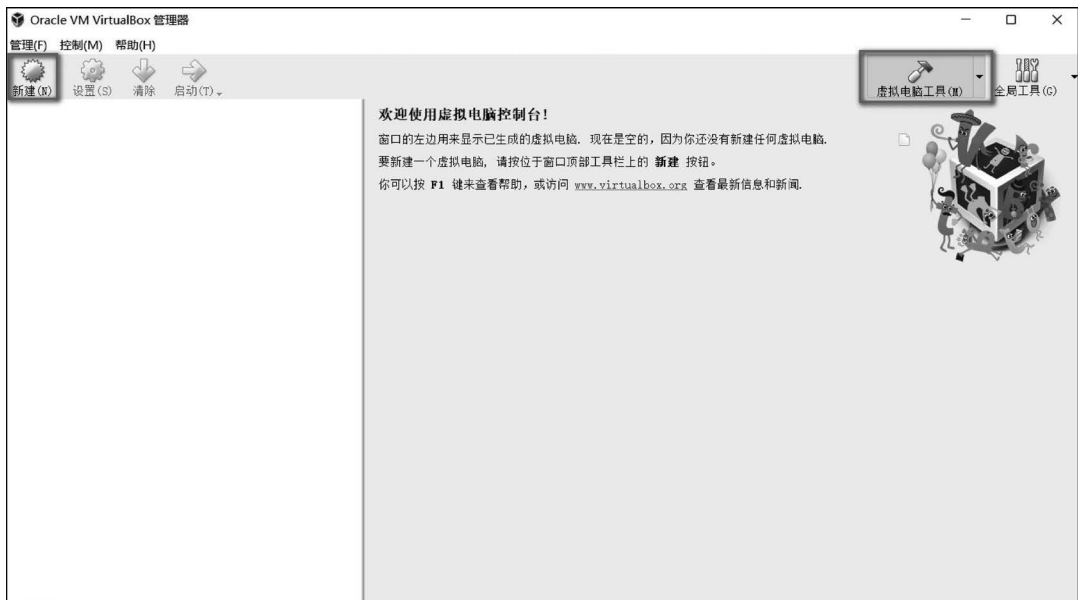 Oracle VM VirtualBox 管理器
管理(F) 控制(M) 帮助(H)
新建(N) 设置(S) 清除 启动(T) 虚拟电脑工具(M) 全局工具(G)
欢迎使用虚拟电脑控制台!
窗口的左边用来显示已生成的虚拟电脑. 现在是空的, 因为你还没有新建任何虚拟电脑.
要新建一个虚拟电脑, 请按位于窗口顶部工具栏上的 新建 按钮。
你可以按 F1 键来查看帮助, 或访问 www.virtualbox.org 查看最新信息和新闻.